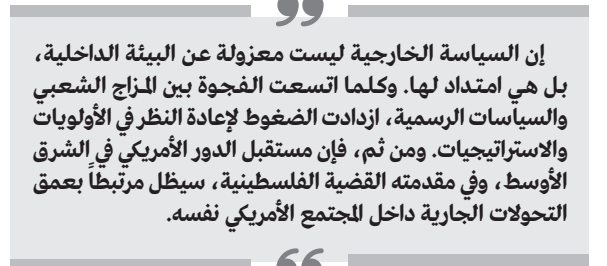 إن السياسة الخارجية ليست معزولة عن البيئة الداخلية،
بل هي امتداد لها. وكلما اتسعت الفجوة بين المزاج الشعبي
والسياسات الرسمية، ازدادت الضغوط لإعادة النظر في الأولويات
والاستراتيجيات. ومن ثم، فإن مستقبل الدور الأمريكي في الشرق
الأوسط، وفي مقدمته القضية الفلسطينية، سيظل مرتبطاً بعمق
التحولات الجارية داخل المجتمع الأمريكي نفسه.